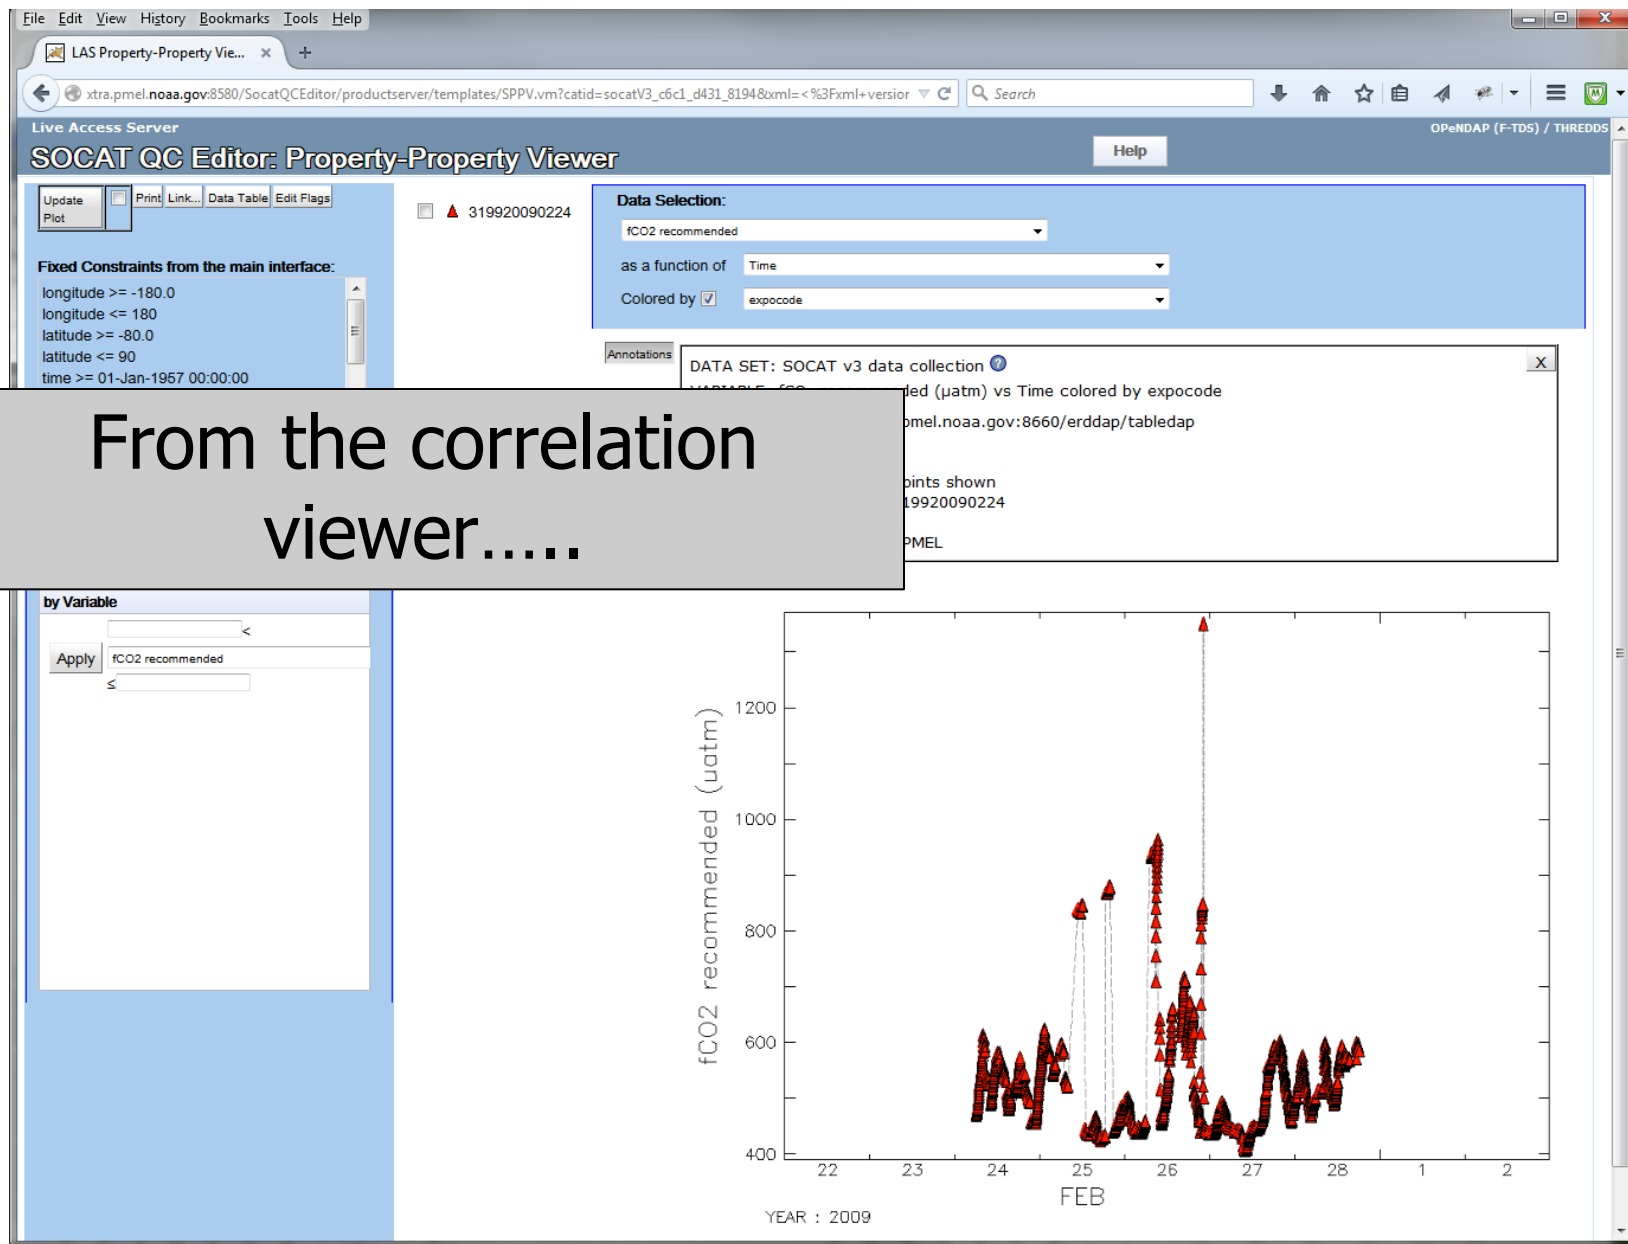 File Edit View History Bookmarks Tools Help
LAS Property-Property Vie... × +
xtra.pmel.noaa.gov:8580/SocatQCEditor/productserver/templates/SPPV.vm?catid=socatV3_c6c1_d431_8194&xml=<%3Fxml+version
Search
Live Access Server
OPeNDAP (F-TDS) / THREDDS
SOCAT QC Editor: Property-Property Viewer
Help
Update Plot
Print Link... Data Table Edit Flags
319920090224
Data Selection:
fCO2 recommended
as a function of Time
Colored by expocode
Fixed Constraints from the main interface:
longitude >= -180.0
longitude <= 180
latitude >= -80.0
latitude <= 90
time >= 01-Jan-1957 00:00:00
Annotations
DATA SET: SOCAT v3 data collection ?
X
(µatm) vs Time colored by expocode
pmel.noaa.gov:8660/erddap/tabledap
shown
19920090224
PMEL
From the correlation
viewer.....
by Variable
<
Apply fCO2 recommended
≤
fCO2 recommended (uatm)
1200
1000
800
600
400
22 23 24 25 26 27 28 1 2
FEB
YEAR : 2009